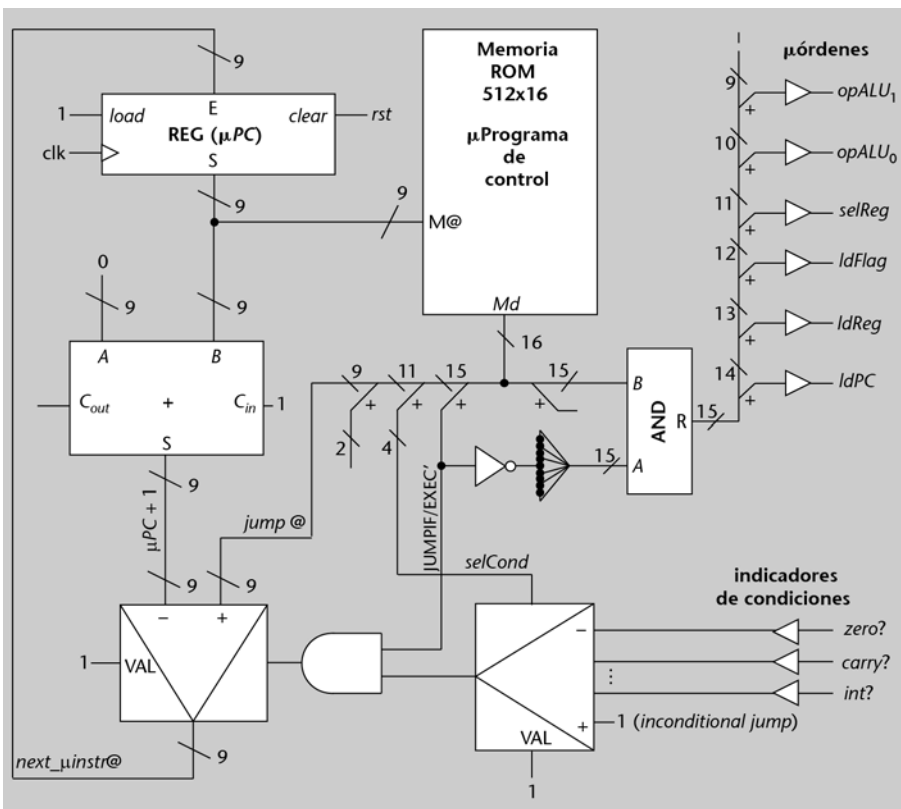 9
E
1
load
REG (μPC)
clear
rst
clk
S
9
9
M@
Memoria
ROM
512x16
μPrograma
de
control
Md
16
μórdenes
9
+
opALU1
10
+
opALU0
11
+
selReg
12
+
ldFlag
13
+
ldReg
14
+
ldPC
0
9
9
A
B
Cout
+
Cin
1
S
9
μPC + 1
jump @
9
+
11
+
15
+
15
+
2
4
B
AND
R
15
15
A
JUMPIF/EXEC’
selCond
9
9
−
+
1
VAL
9
next_μinstr@
indicadores
de condiciones
−
zero?
carry?
⋮
int?
+
1 (inconditional jump)
VAL
1